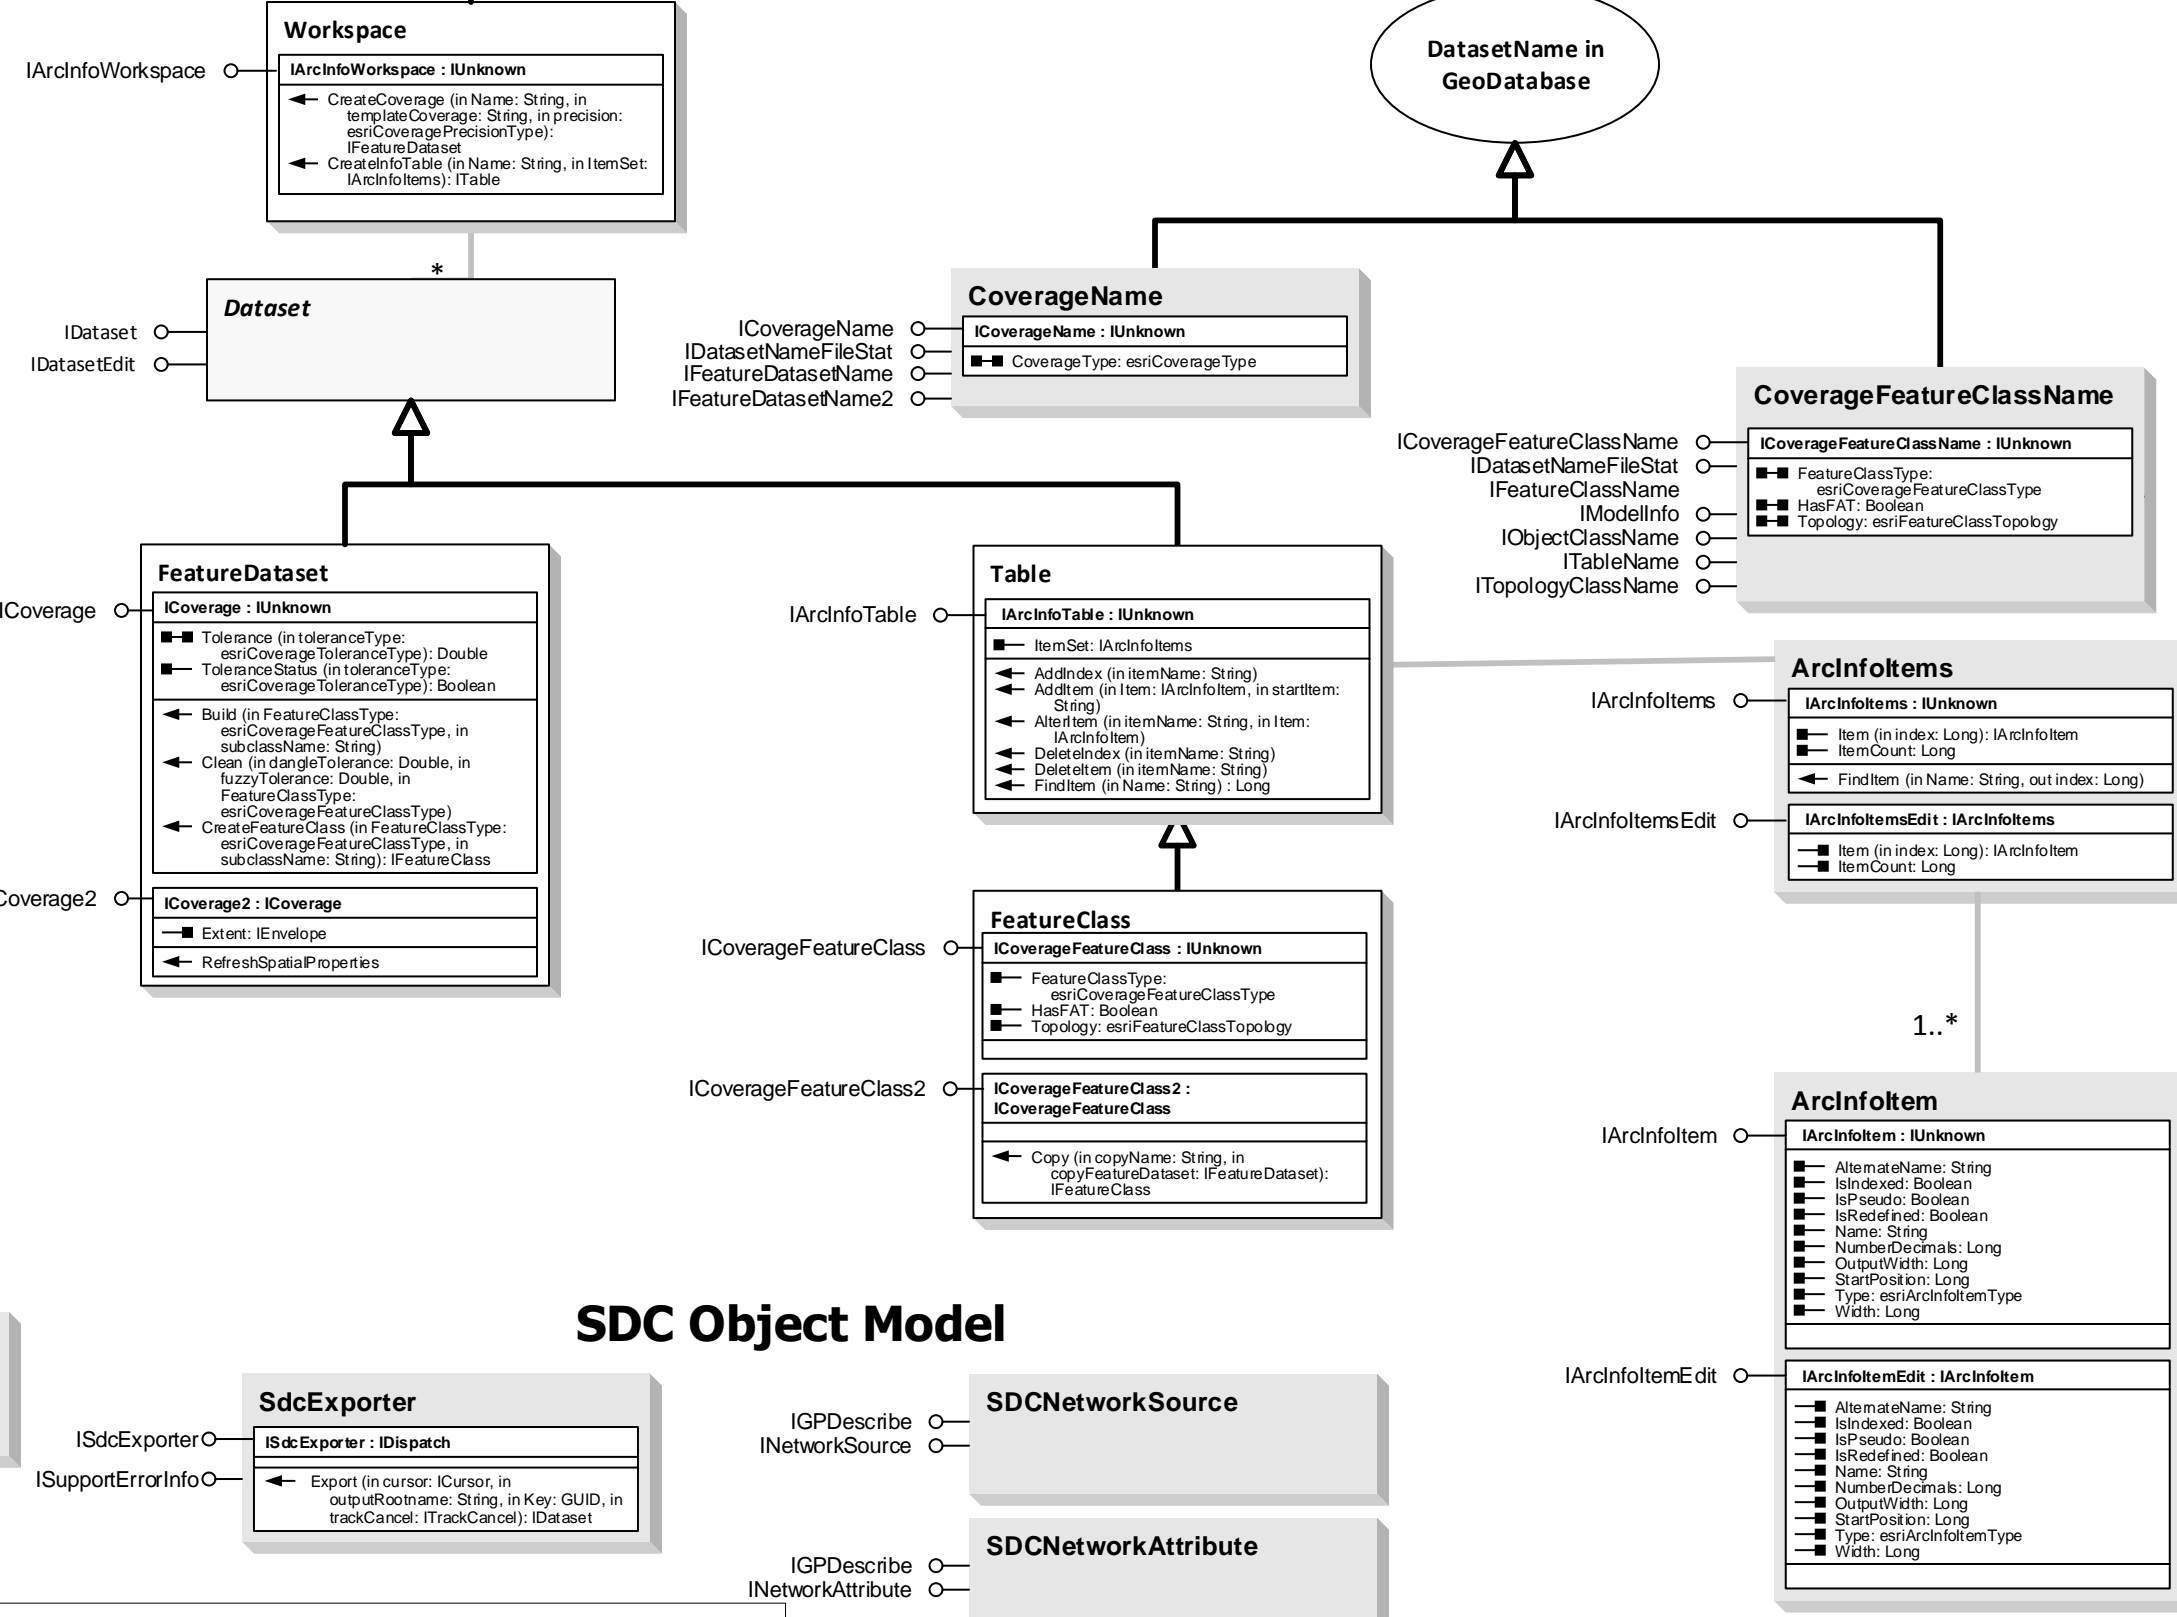 Workspace
IArcInfoWorkspace
IArcInfoWorkspace : IUnknown
CreateCoverage (in Name: String, in
templateCoverage: String, in precision:
esriCoveragePrecisionType):
IFeatureDataset
CreateInfoTable (in Name: String, in ItemSet:
IArcInfoItems): ITable
*
Dataset
IDataset
IDatasetEdit
DatasetName in
GeoDatabase
CoverageName
ICoverageName
IDatasetNameFileStat
IFeatureDatasetName
IFeatureDatasetName2
ICoverageName : IUnknown
CoverageType: esriCoverageType
CoverageFeatureClassName
ICoverageFeatureClassName
IDatasetNameFileStat
IFeatureClassName
IModelInfo
IObjectClassName
ITableName
ITopologyClassName
ICoverageFeatureClassName : IUnknown
FeatureClassType:
esriCoverageFeatureClassType
HasFAT: Boolean
Topology: esriFeatureClassTopology
FeatureDataset
ICoverage
ICoverage : IUnknown
Tolerance (in toleranceType:
esriCoverageToleranceType): Double
ToleranceStatus (in toleranceType:
esriCoverageToleranceType): Boolean
Build (in FeatureClassType:
esriCoverageFeatureClassType, in
subclassName: String)
Clean (in dangleTolerance: Double, in
fuzzyTolerance: Double, in
FeatureClassType:
esriCoverageFeatureClassType)
CreateFeatureClass (in FeatureClassType:
esriCoverageFeatureClassType, in
subclassName: String): IFeatureClass
Coverage2
ICoverage2 : ICoverage
Extent: IEnvelope
RefreshSpatialProperties
Table
IArcInfoTable
IArcInfoTable : IUnknown
ItemSet: IArcInfoItems
AddIndex (in itemName: String)
AddItem (in Item: IArcInfoItem, in startItem:
String)
AlterItem (in itemName: String, in Item:
IArcInfoItem)
DeleteIndex (in itemName: String)
DeleteItem (in itemName: String)
FindItem (in Name: String) : Long
FeatureClass
ICoverageFeatureClass
ICoverageFeatureClass : IUnknown
FeatureClassType:
esriCoverageFeatureClassType
HasFAT: Boolean
Topology: esriFeatureClassTopology
ICoverageFeatureClass2
ICoverageFeatureClass2 :
ICoverageFeatureClass
Copy (in copyName: String, in
copyFeatureDataset: IFeatureDataset):
IFeatureClass
ArcInfoItems
IArcInfoItems
IArcInfoItems : IUnknown
Item (in index: Long): IArcInfoItem
ItemCount: Long
FindItem (in Name: String, out index: Long)
IArcInfoItemsEdit
IArcInfoItemsEdit : IArcInfoItems
Item (in index: Long): IArcInfoItem
ItemCount: Long
1..*
ArcInfoItem
IArcInfoItem
IArcInfoItem : IUnknown
AlternateName: String
IsIndexed: Boolean
IsPseudo: Boolean
IsRedefined: Boolean
Name: String
NumberDecimals: Long
OutputWidth: Long
StartPosition: Long
Type: esriArcInfoItemType
Width: Long
IArcInfoItemEdit
IArcInfoItemEdit : IArcInfoItem
AlternateName: String
IsIndexed: Boolean
IsPseudo: Boolean
IsRedefined: Boolean
Name: String
NumberDecimals: Long
OutputWidth: Long
StartPosition: Long
Type: esriArcInfoItemType
Width: Long
SDC Object Model
SdcExporter
ISdcExporter
ISupportErrorInfo
ISdcExporter : IDispatch
Export (in cursor: ICursor, in
outputRootname: String, in Key: GUID, in
trackCancel: ITrackCancel): IDataset
SDCNetworkSource
IGPDescribe
INetworkSource
SDCNetworkAttribute
IGPDescribe
INetworkAttribute